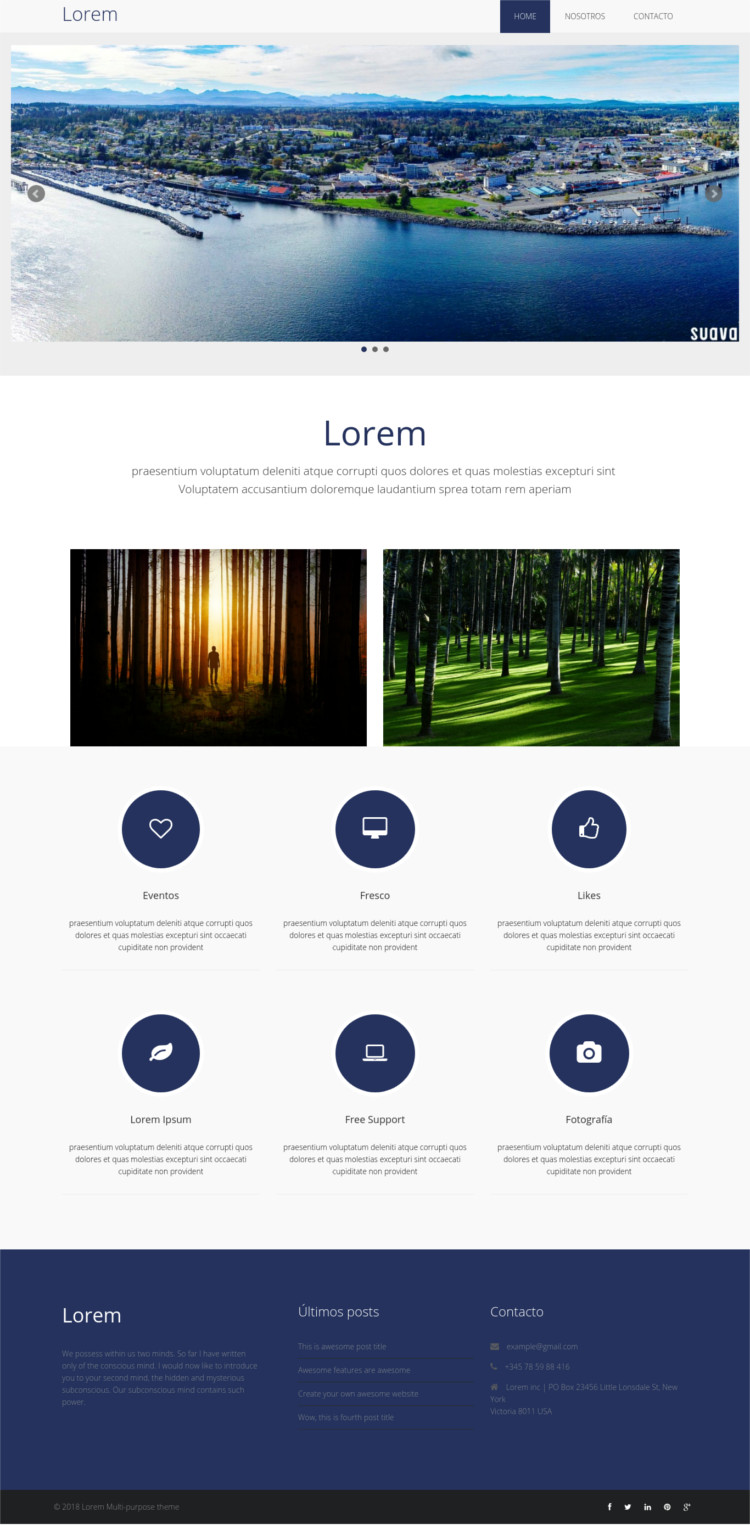 Lorem
HOME NOSOTROS CONTACTO
suava
Lorem
praesentium voluptatum deleniti atque corrupti quos dolores et quas molestias excepturi sint
Voluptatem accusantium doloremque laudantium sprea totam rem aperiam
Eventos
praesentium voluptatum deleniti atque corrupti quos
dolores et quas molestias excepturi sint occaecati
cupiditate non provident
Fresco
praesentium voluptatum deleniti atque corrupti quos
dolores et quas molestias excepturi sint occaecati
cupiditate non provident
Likes
praesentium voluptatum deleniti atque corrupti quos
dolores et quas molestias excepturi sint occaecati
cupiditate non provident
Lorem Ipsum
praesentium voluptatum deleniti atque corrupti quos
dolores et quas molestias excepturi sint occaecati
cupiditate non provident
Free Support
praesentium voluptatum deleniti atque corrupti quos
dolores et quas molestias excepturi sint occaecati
cupiditate non provident
Fotografía
praesentium voluptatum deleniti atque corrupti quos
dolores et quas molestias excepturi sint occaecati
cupiditate non provident
Lorem
We possess within us two minds. So far I have written
only of the conscious mind. I would now like to introduce
you to your second mind, the hidden and mysterious
subconscious. Our subconscious mind contains such
power.
Últimos posts
This is awesome post title
Awesome features are awesome
Create your own awesome website
Wow, this is fourth post title
Contacto
example@gmail.com
+345 78 59 88 416
Lorem inc | PO Box 23456 Little Lonsdale St, New
York
Victoria 8011 USA
© 2018 Lorem Multi-purpose theme